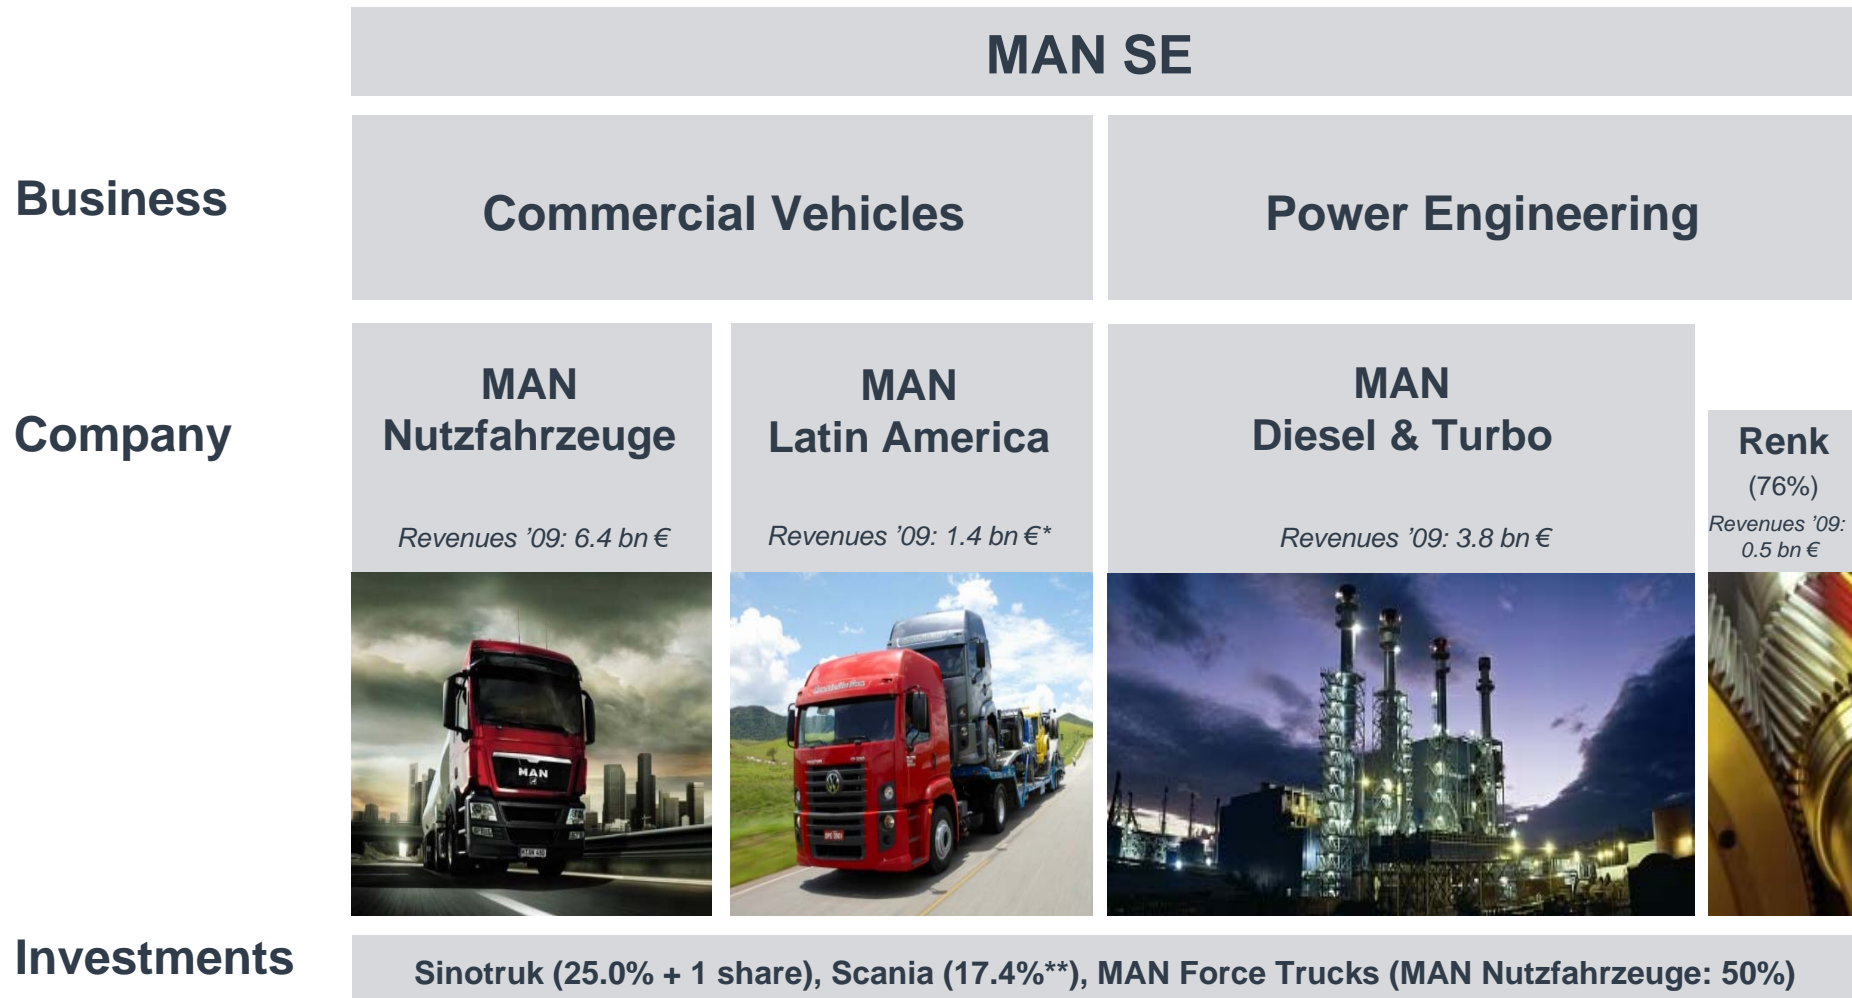 MAN SE
Business
Commercial Vehicles
Power Engineering
Company
MAN
Nutzfahrzeuge
Revenues ’09: 6.4 bn €
MAN
Latin America
Revenues ’09: 1.4 bn €*
MAN
Diesel & Turbo
Revenues ’09: 3.8 bn €
Renk
(76%)
Revenues ’09:
0.5 bn €
MAN
Investments
Sinotruk (25.0% + 1 share), Scania (17.4%**), MAN Force Trucks (MAN Nutzfahrzeuge: 50%)